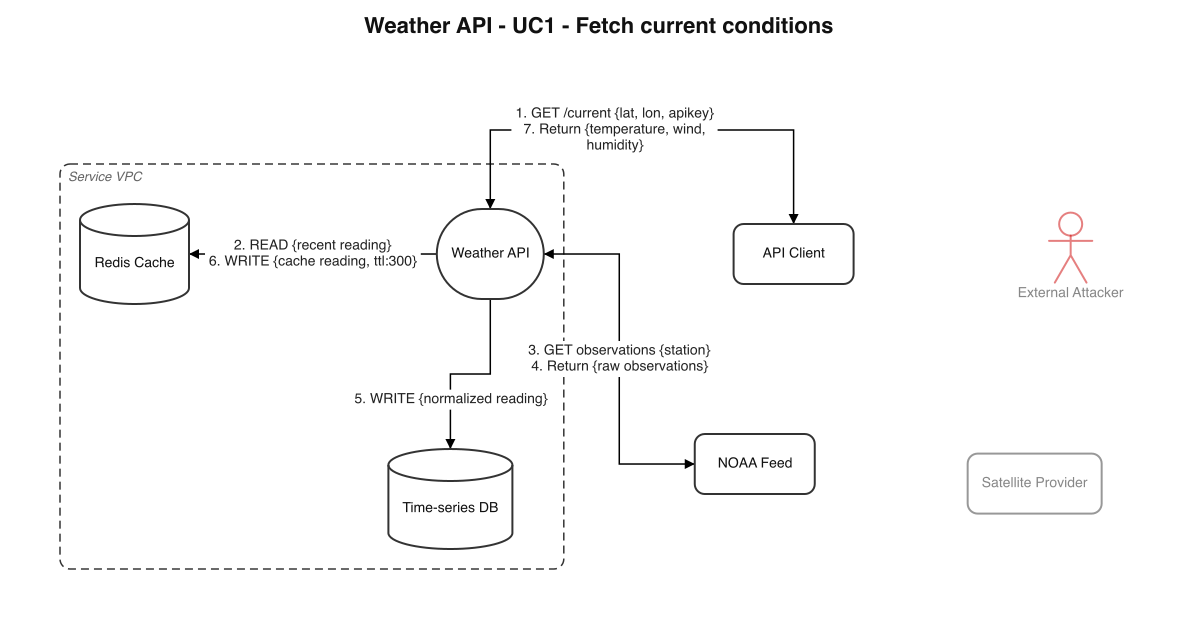 Weather API - UC1 - Fetch current conditions
1. GET /current {lat, lon, apikey}
7. Return {temperature, wind,
humidity}
Service VPC
Redis Cache
2. READ {recent reading}
6. WRITE {cache reading, ttl:300}
Weather API
API Client
External Attacker
3. GET observations {station}
4. Return {raw observations}
5. WRITE {normalized reading}
NOAA Feed
Satellite Provider
Time-series DB